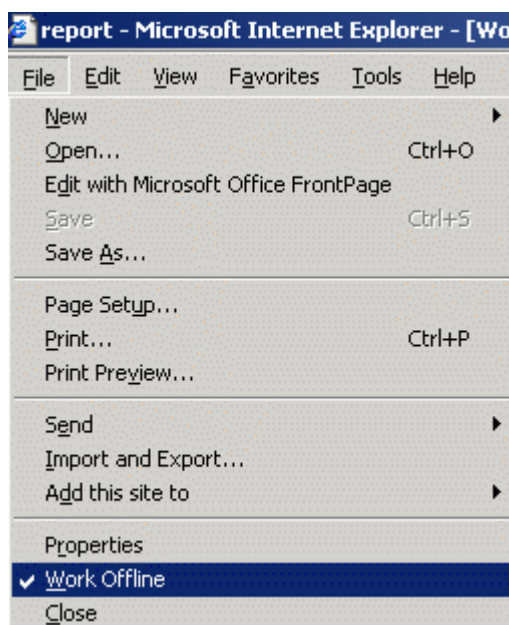 report - Microsoft Internet Explorer - [Wo
File Edit View Favorites Tools Help
New
Open... Ctrl+O
Edit with Microsoft Office FrontPage
Save Ctrl+S
Save As...
Page Setup...
Print... Ctrl+P
Print Preview...
Send
Import and Export...
Add this site to
Properties
Work Offline
Close